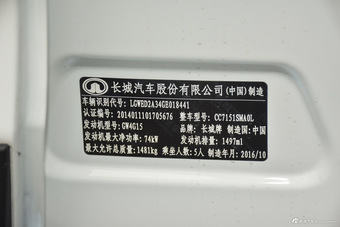 长城汽车股份有限公司(中国)制造
车辆识别代号: LGWED2A34GE018441
认证编号: 2014011101705676 整车型号: CC7151SMA0L
发动机型号: GW4G15 品牌: 长城牌 制造国: 中国
发动机最大净功率: 74kW 发动机排量: 1497ml
最大允许总质量: 1481kg 乘坐人数: 5人 制造年月: 2016/10